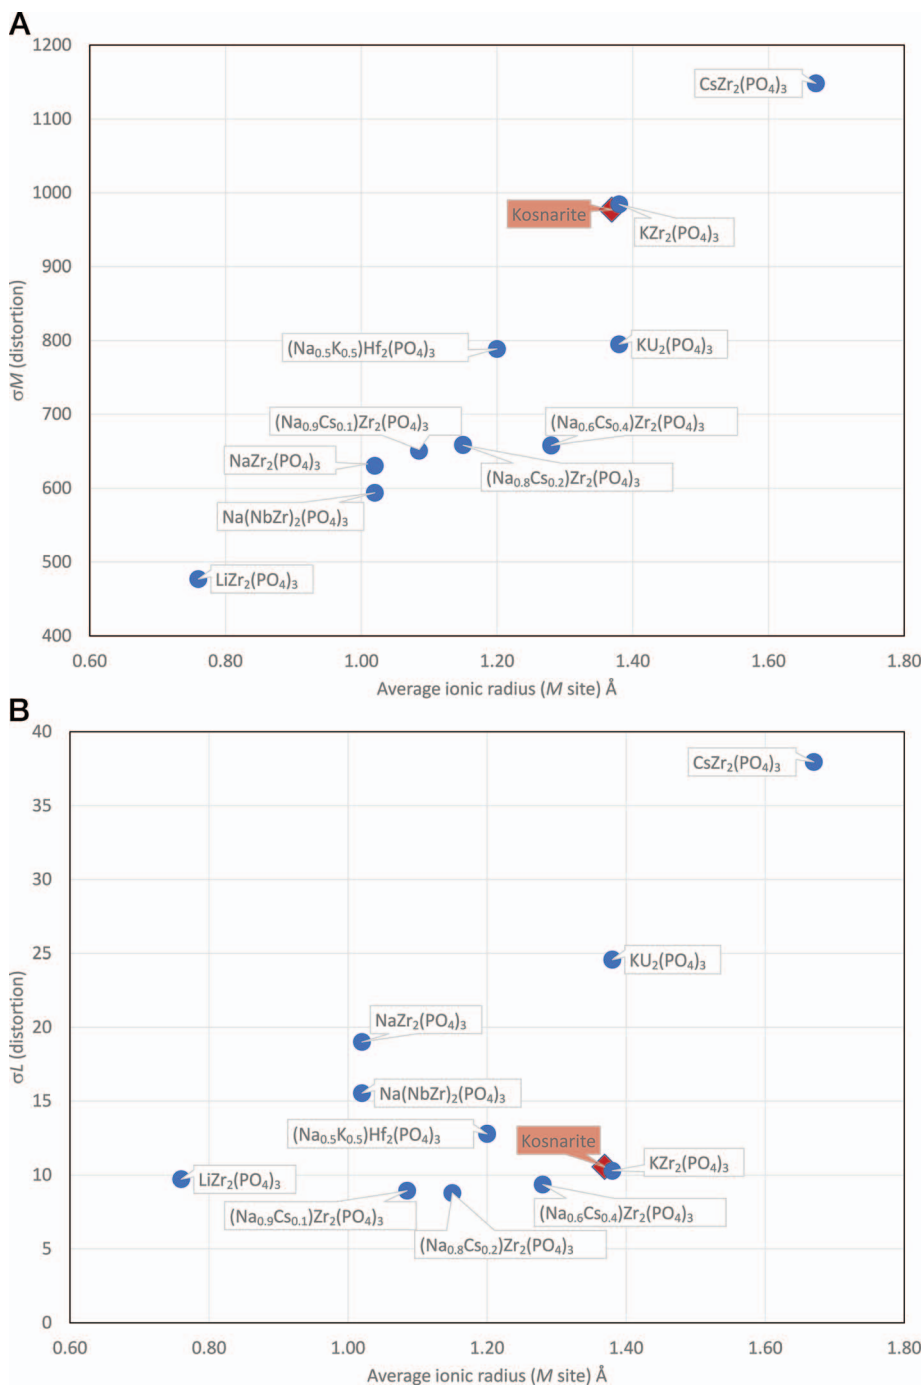 A
1200
CsZr₂(PO₄)₃
1100
1000
Kosnarite
KZr₂(PO₄)₃
900
800
(Na₀.₅K₀.₅)Hf₂(PO₄)₃
KU₂(PO₄)₃
σM (distortion)
700
(Na₀.₉Cs₀.₁)Zr₂(PO₄)₃
(Na₀.₆Cs₀.₄)Zr₂(PO₄)₃
NaZr₂(PO₄)₃
(Na₀.₈Cs₀.₂)Zr₂(PO₄)₃
600
Na(NbZr)₂(PO₄)₃
500
LiZr₂(PO₄)₃
400
0.60 0.80 1.00 1.20 1.40 1.60 1.80
Average ionic radius (M site) Å
B
40
CsZr₂(PO₄)₃
35
30
25
KU₂(PO₄)₃
σL (distortion)
20
NaZr₂(PO₄)₃
15
Na(NbZr)₂(PO₄)₃
(Na₀.₅K₀.₅)Hf₂(PO₄)₃
Kosnarite
KZr₂(PO₄)₃
10
LiZr₂(PO₄)₃
(Na₀.₉Cs₀.₁)Zr₂(PO₄)₃
(Na₀.₆Cs₀.₄)Zr₂(PO₄)₃
(Na₀.₈Cs₀.₂)Zr₂(PO₄)₃
5
0
0.60 0.80 1.00 1.20 1.40 1.60 1.80
Average ionic radius (M site) Å